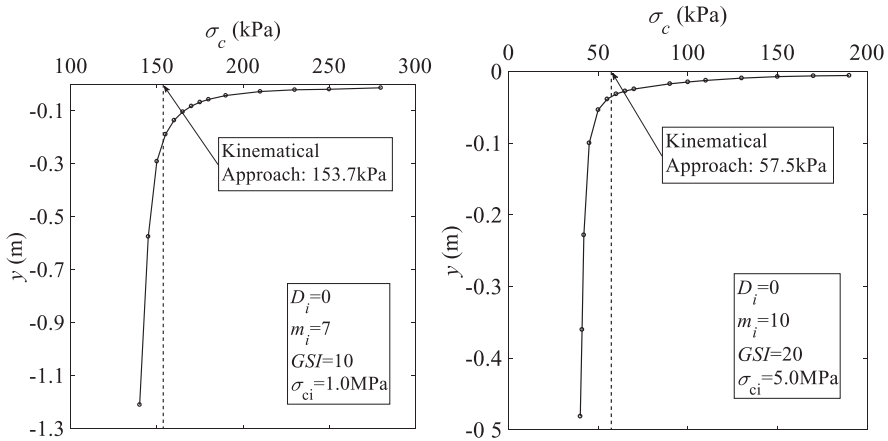 σc (kPa)
100 150 200 250 300
-0.1
-0.3
-0.5
-0.7
-0.9
-1.1
-1.3
y (m)
Kinematical
Approach: 153.7kPa
Di=0
mi=7
GSI=10
σci=1.0MPa
σc (kPa)
0 50 100 150 200
0
-0.1
-0.2
-0.3
-0.4
-0.5
y (m)
Kinematical
Approach: 57.5kPa
Di=0
mi=10
GSI=20
σci=5.0MPa